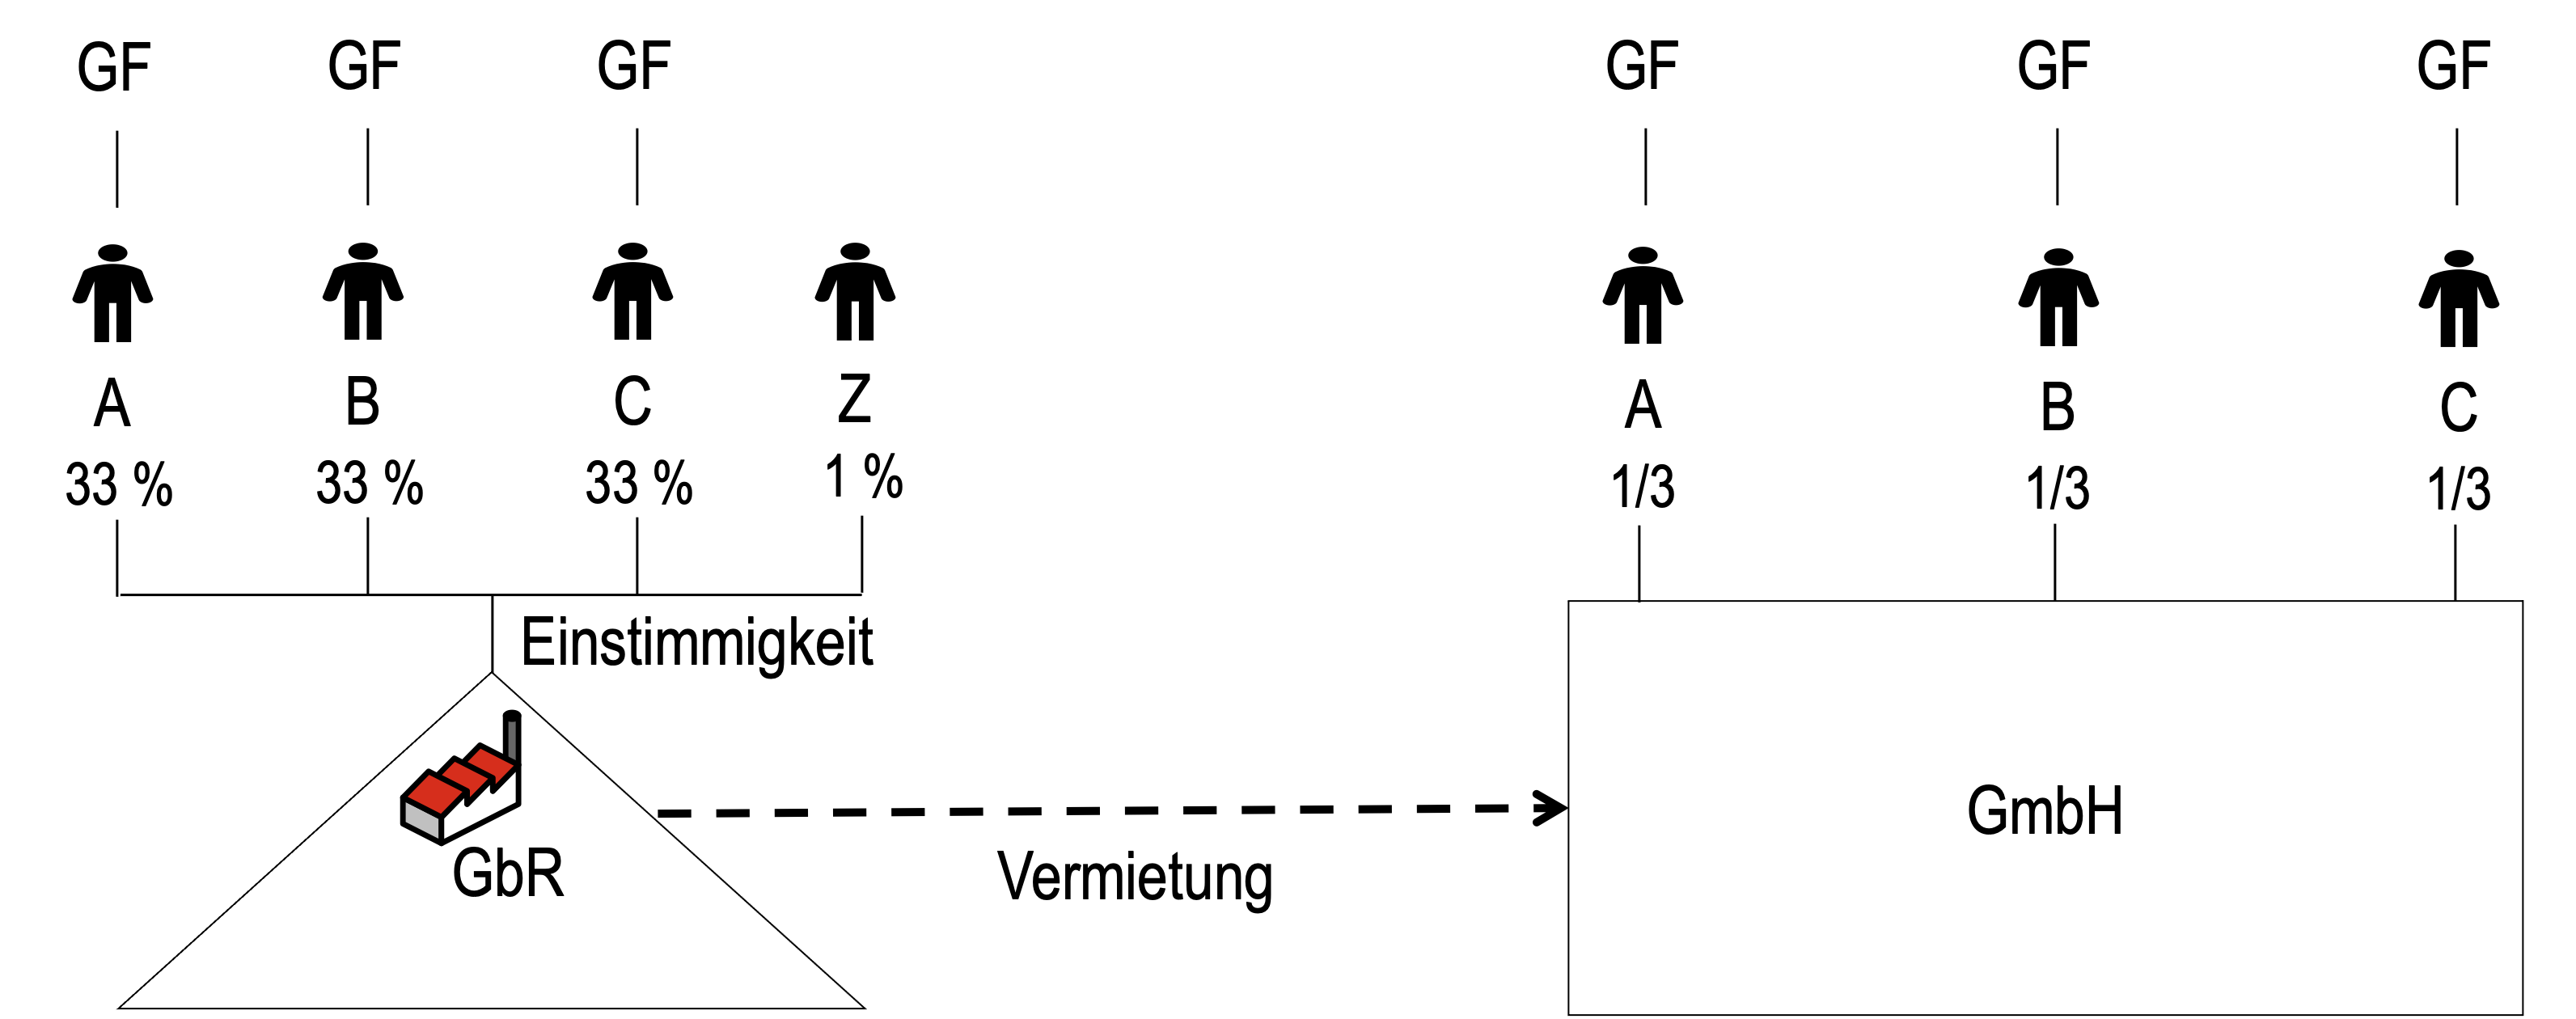 GF GF GF GF GF GF
A B C Z A B C
33 % 33 % 33 % 1 % 1/3 1/3 1/3
Einstimmigkeit
GbR
Vermietung
GmbH